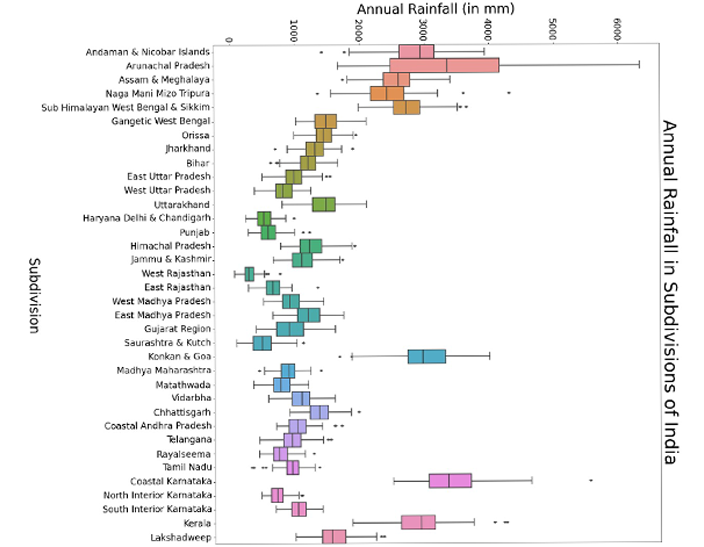 Annual Rainfall (in mm)
0 1000 2000 3000 4000 5000 6000
Andaman & Nicobar Islands
Arunachal Pradesh
Assam & Meghalaya
Naga Mani Mizo Tripura
Sub Himalayan West Bengal & Sikkim
Gangetic West Bengal
Orissa
Jharkhand
Bihar
East Uttar Pradesh
West Uttar Pradesh
Uttarakhand
Haryana Delhi & Chandigarh
Punjab
Himachal Pradesh
Jammu & Kashmir
West Rajasthan
East Rajasthan
West Madhya Pradesh
East Madhya Pradesh
Gujarat Region
Saurashtra & Kutch
Konkan & Goa
Madhya Maharashtra
Matathwada
Vidarbha
Chhattisgarh
Coastal Andhra Pradesh
Telangana
Rayalseema
Tamil Nadu
Coastal Karnataka
North Interior Karnataka
South Interior Karnataka
Kerala
Lakshadweep
Subdivision
Annual Rainfall in Subdivisions of India